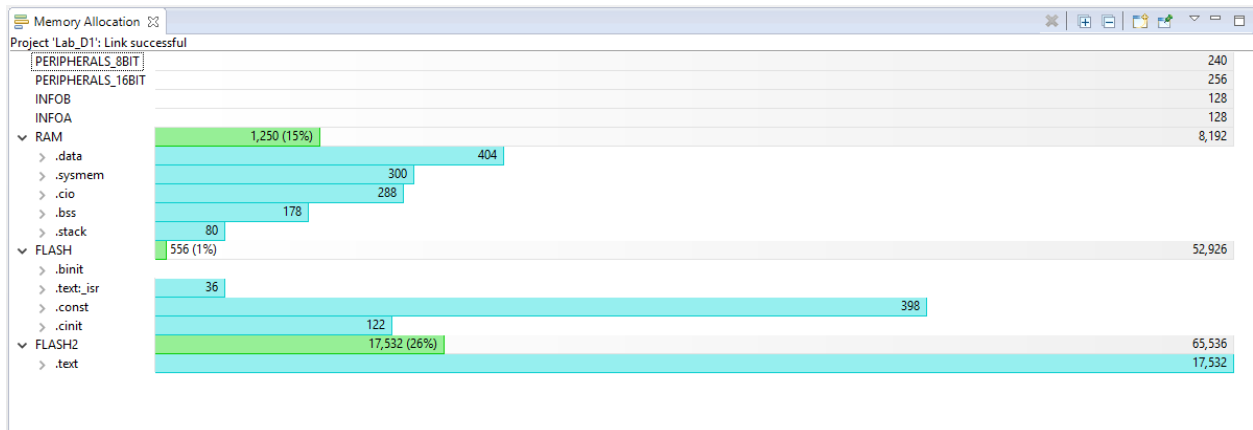 Memory Allocation
Project 'Lab_D1': Link successful
PERIPHERALS_8BIT 240
PERIPHERALS_16BIT 256
INFOB 128
INFOA 128
RAM 1,250 (15%) 8,192
.data 404
.sysmem 300
.cio 288
.bss 178
.stack 80
FLASH 556 (1%) 52,926
.binit
.text:_isr 36
.const 398
.cinit 122
FLASH2 17,532 (26%) 65,536
.text 17,532